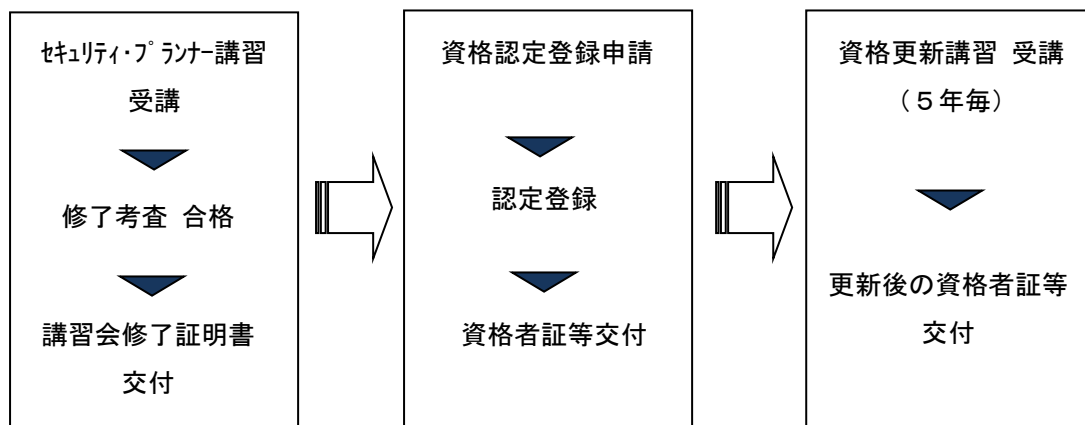 ｾｷｭﾘﾃｨ・ﾌﾟﾗﾝﾅｰ講習
受講
修了考査 合格
講習会修了証明書
交付
資格認定登録申請
認定登録
資格者証等交付
資格更新講習 受講
（５年毎）
更新後の資格者証等
交付